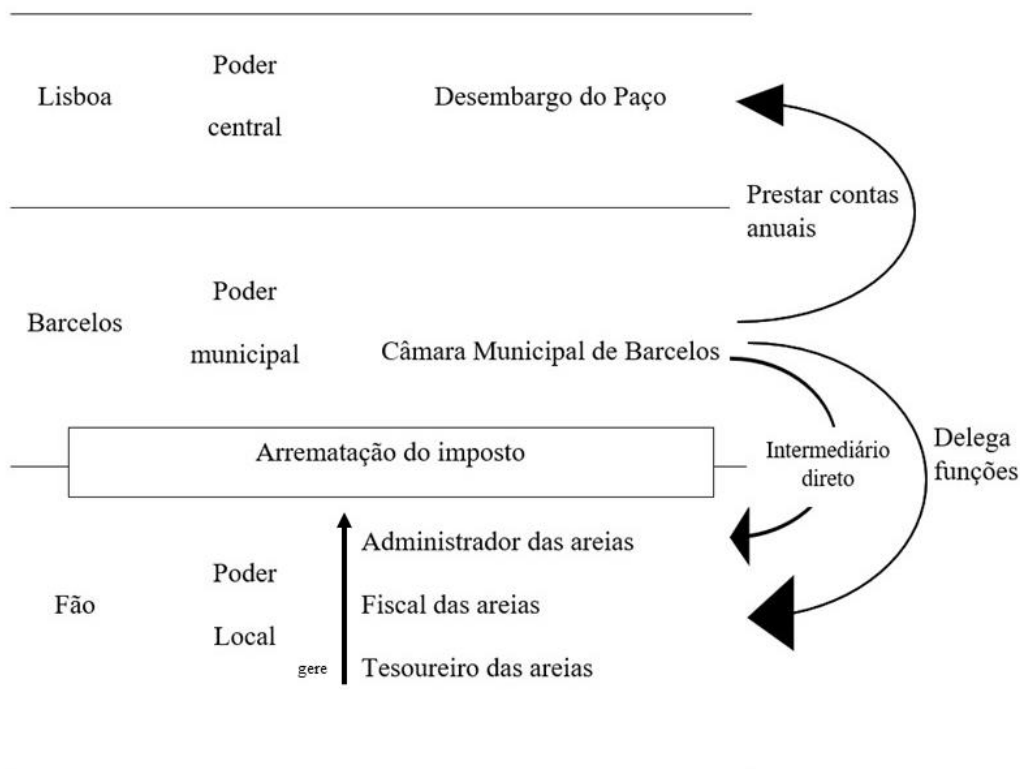 Poder
Lisboa
central
Desembargo do Paço
Prestar contas
anuais
Poder
Barcelos
municipal
Câmara Municipal de Barcelos
Arrematação do imposto
Intermediário
direto
Delega
funções
Administrador das areias
Poder
Fão
Local
Fiscal das areias
gere
Tesoureiro das areias